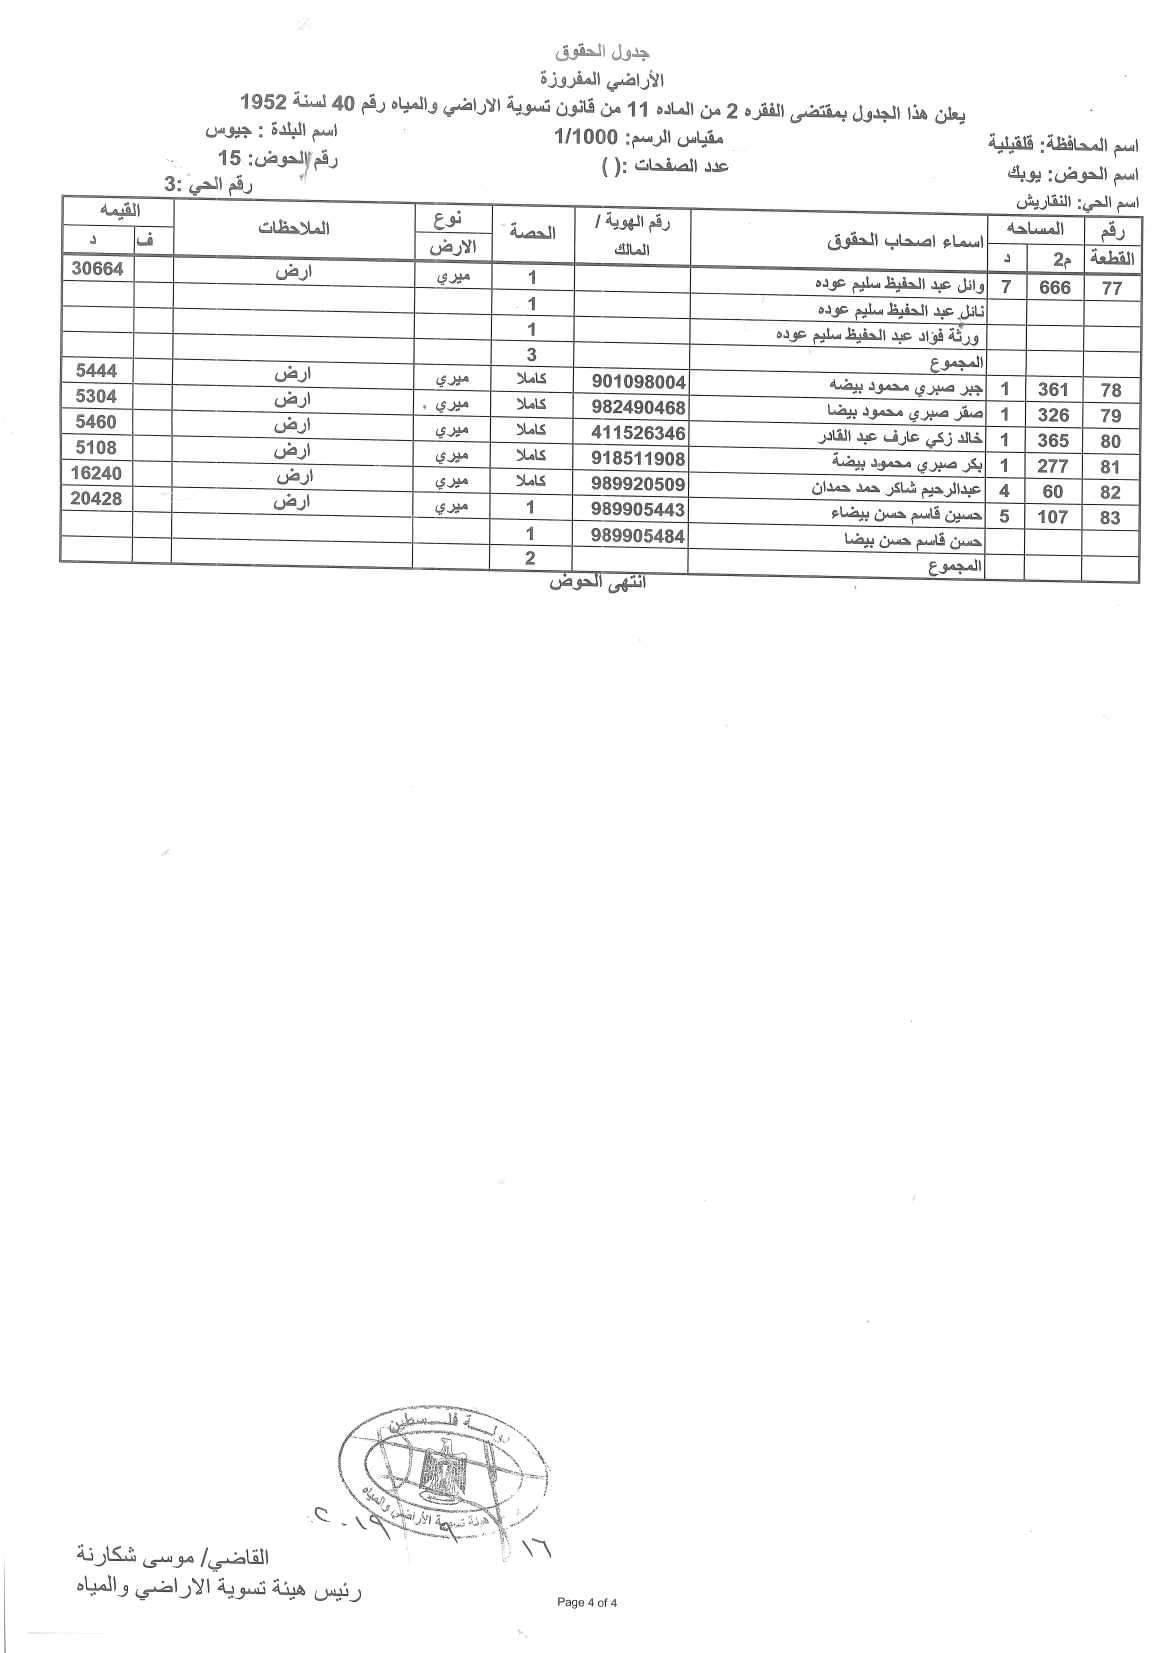 جدول الحقوق
الأراضي المفروزة
يعلن هذا الجدول بمقتضى الفقره 2 من الماده 11 من قانون تسوية الاراضي والمياه رقم 40 لسنة 1952
اسم المحافظة: قلقيلية مقياس الرسم: 1/1000 اسم البلدة : جيوس
اسم الحوض: يوبك عدد الصفحات :( ) رقم الحوض: 15
اسم الحي: النقاريش رقم الحي :3
رقم القطعة المساحه م2 د اسماء اصحاب الحقوق رقم الهوية / المالك الحصة نوع الارض الملاحظات القيمه ف د
77 666 7 وائل عبد الحفيظ سليم عوده 1 ميري ارض 30664
نائل عبد الحفيظ سليم عوده 1
ورثة فؤاد عبد الحفيظ سليم عوده 1
المجموع 3
78 361 1 جبر صبري محمود بيضه 901098004 كاملا ميري ارض 5444
79 326 1 صقر صبري محمود بيضا 982490468 كاملا ميري ارض 5304
80 365 1 خالد زكي عارف عبد القادر 411526346 كاملا ميري ارض 5460
81 277 1 بكر صبري محمود بيضة 918511908 كاملا ميري ارض 5108
82 60 4 عبدالرحيم شاكر حمد حمدان 989920509 كاملا ميري ارض 16240
83 107 5 حسين قاسم حسن بيضاء 989905443 1 ميري ارض 20428
حسن قاسم حسن بيضا 989905484 1
المجموع 2
انتهى الحوض
دولة فلسطين
هيئة تسوية الأراضي والمياه
القاضي/ موسى شكارنة
رئيس هيئة تسوية الاراضي والمياه
Page 4 of 4